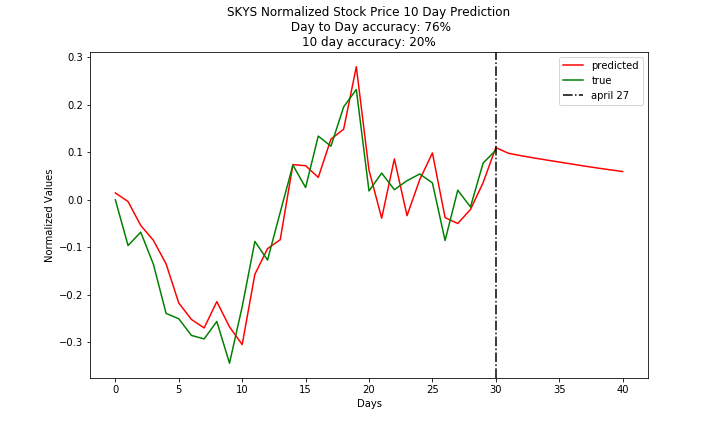 SKYS Normalized Stock Price 10 Day Prediction
Day to Day accuracy: 76%
10 day accuracy: 20%
predicted
true
april 27
0.3
0.2
0.1
0.0
−0.1
−0.2
−0.3
Normalized Values
0 5 10 15 20 25 30 35 40
Days